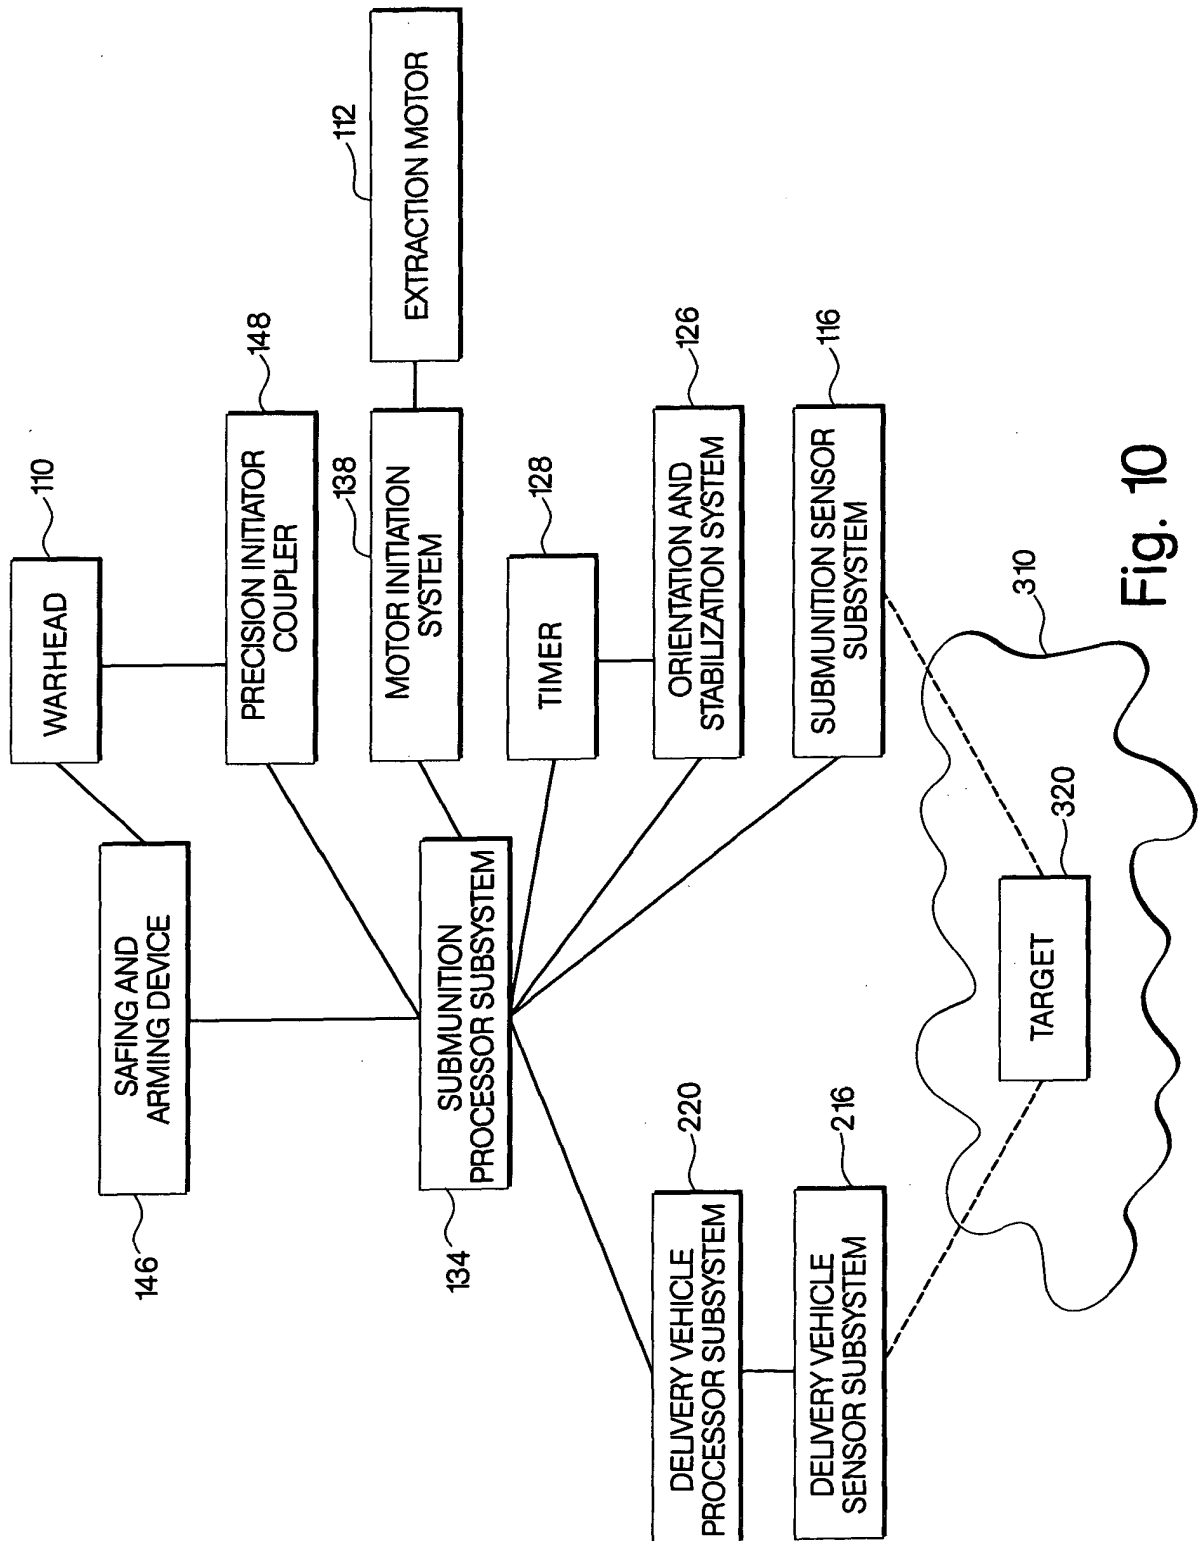 WARHEAD
110
SAFING AND
ARMING DEVICE
146
PRECISION INITIATOR
COUPLER
148
SUBMUNITION
PROCESSOR SUBSYSTEM
134
MOTOR INITIATION
SYSTEM
138
EXTRACTION MOTOR
112
TIMER
128
ORIENTATION AND
STABILIZATION SYSTEM
126
SUBMUNITION SENSOR
SUBSYSTEM
116
DELIVERY VEHICLE
PROCESSOR SUBSYSTEM
220
DELIVERY VEHICLE
SENSOR SUBSYSTEM
216
TARGET
320
310
Fig. 10